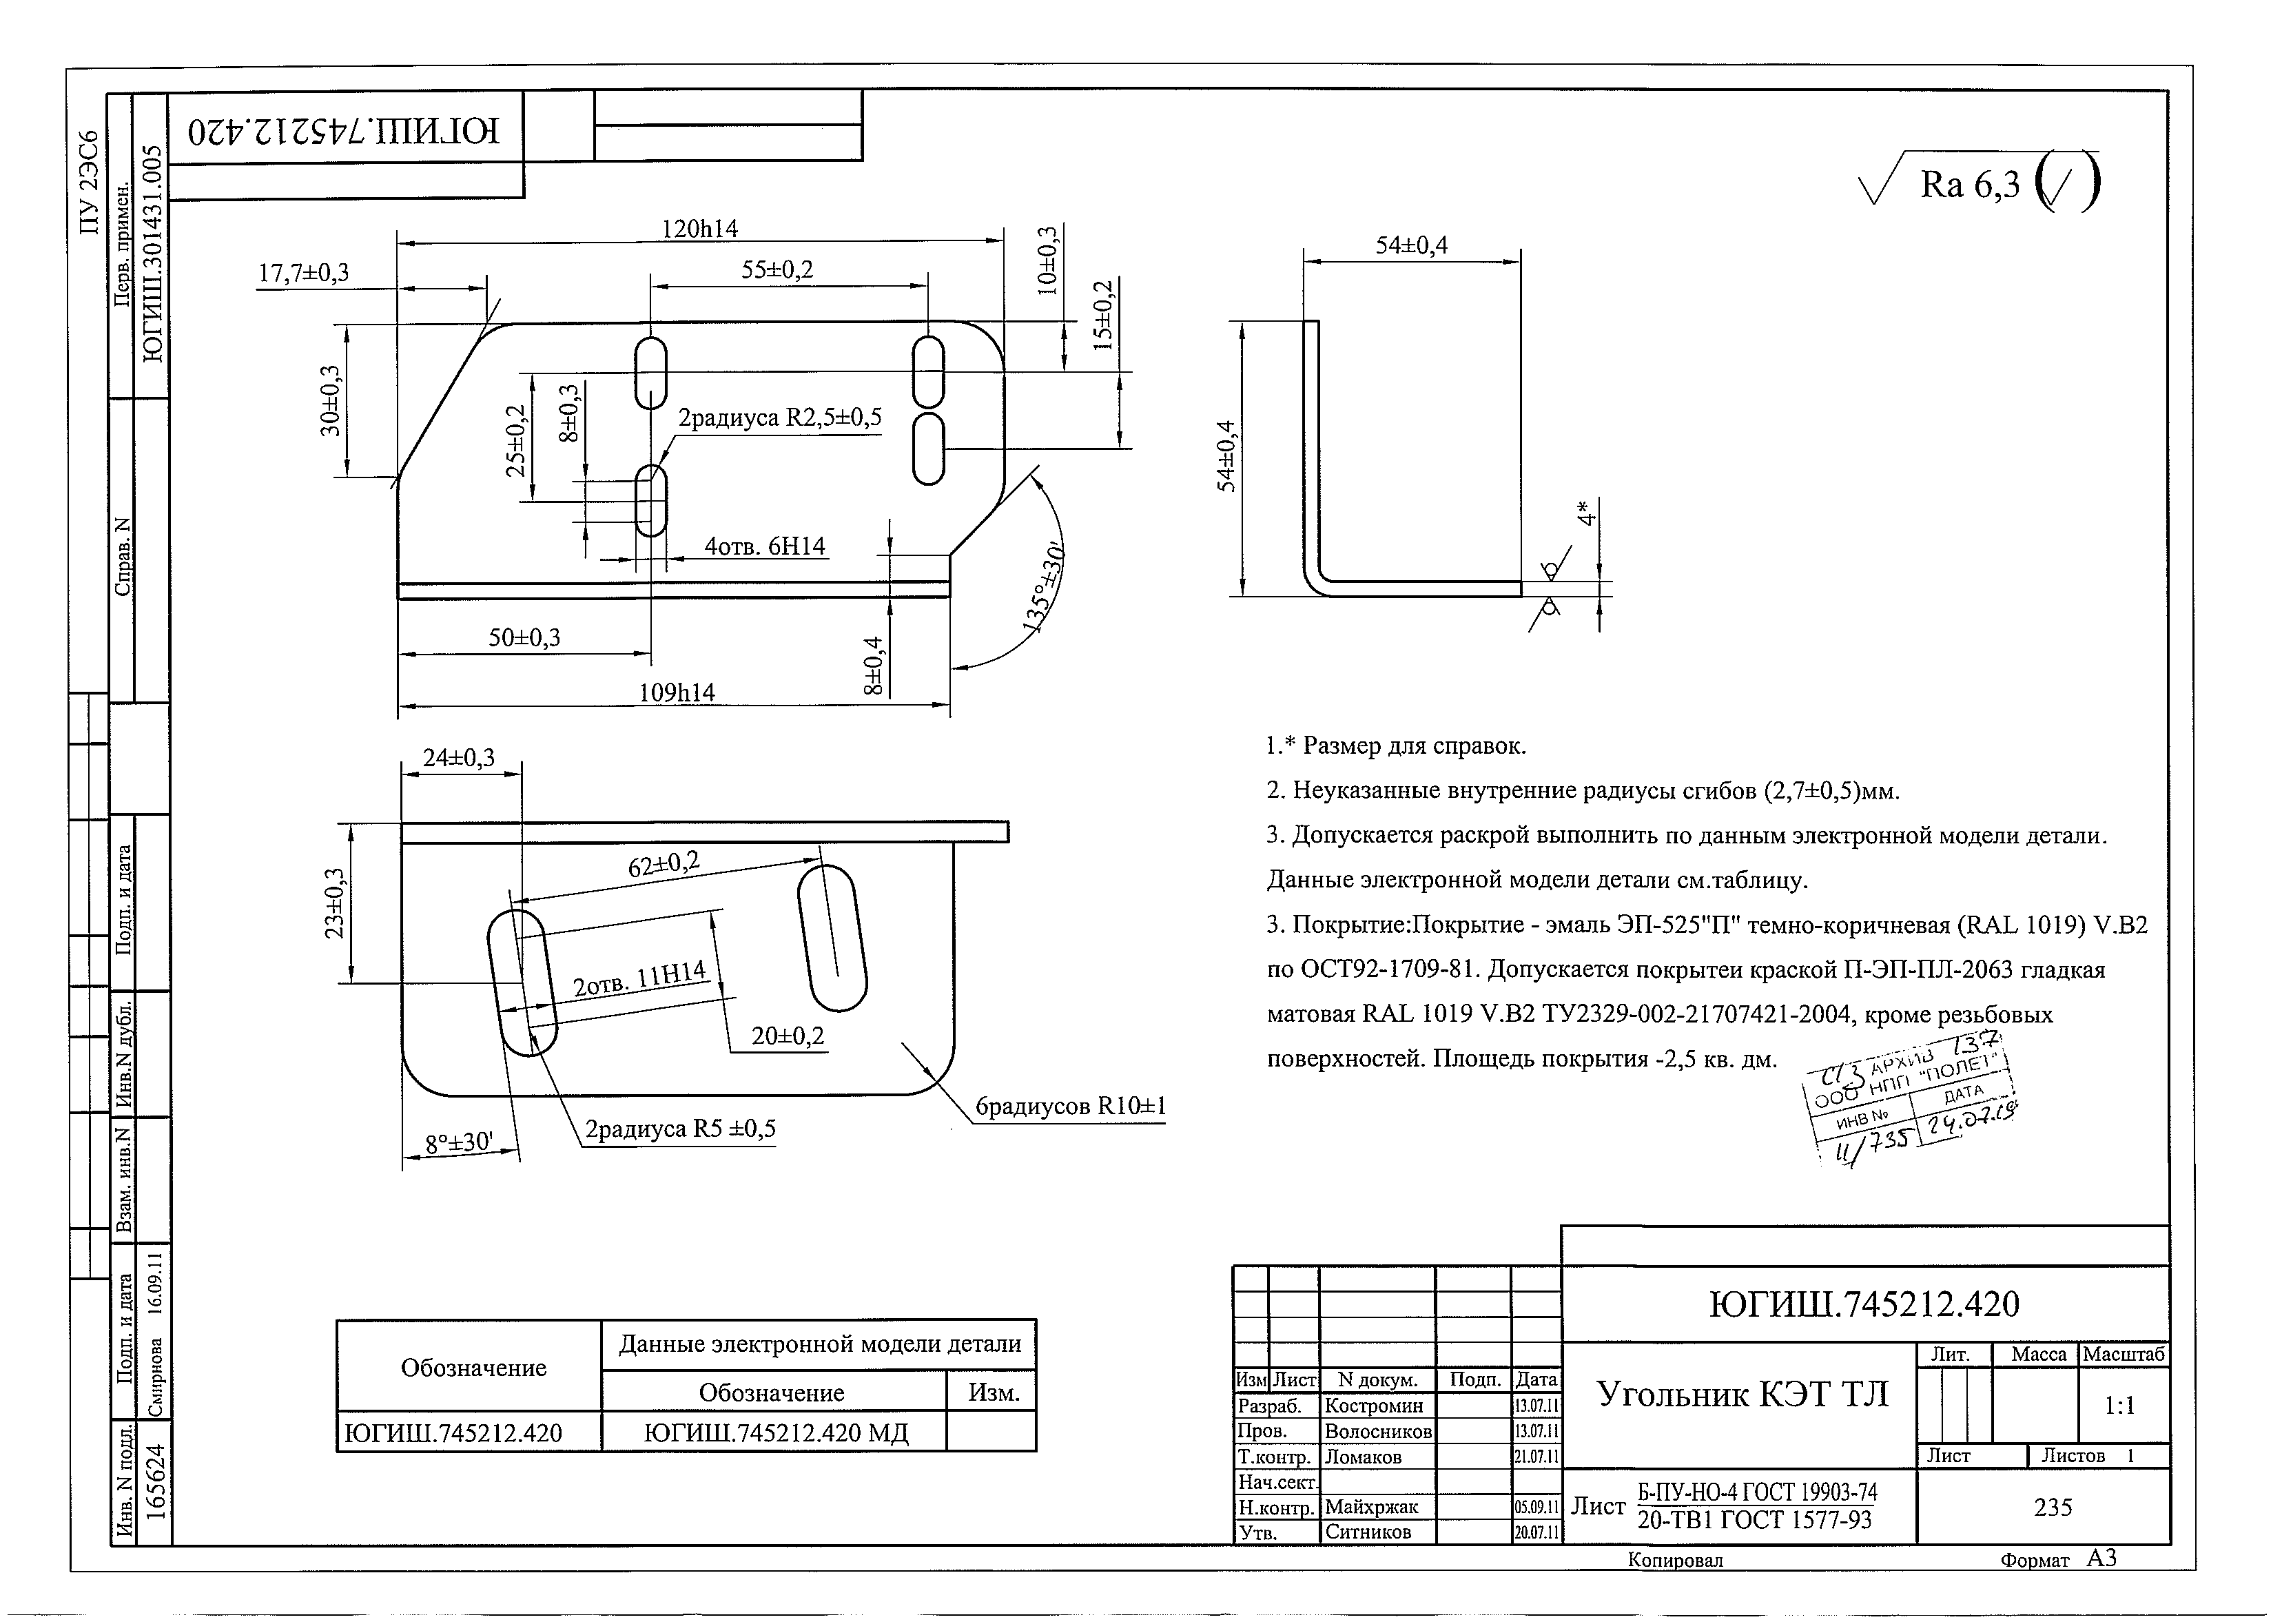 ПУ 2ЭС6
Перв. примен.
ЮГИШ.301431.005
Справ. N
Подп. и дата
Инв.N дубл.
Взам. инв.N
Подп. и дата
Смирнова 16.09.11
Инв. N подл.
165624
ЮГИШ.745212.420
Ra 6,3
120h14
17,7±0,3
55±0,2
10±0,3
15±0,2
30±0,3
25±0,2
8±0,3
2радиуса R2,5±0,5
4отв. 6H14
135°±30'
50±0,3
8±0,4
109h14
54±0,4
54±0,4
4*
24±0,3
23±0,3
62±0,2
2отв. 11H14
20±0,2
2радиуса R5 ±0,5
8°±30'
6радиусов R10±1
1.* Размер для справок.
2. Неуказанные внутренние радиусы сгибов (2,7±0,5)мм.
3. Допускается раскрой выполнить по данным электронной модели детали.
Данные электронной модели детали см.таблицу.
3. Покрытие:Покрытие - эмаль ЭП-525"П" темно-коричневая (RAL 1019) V.B2
по ОСТ92-1709-81. Допускается покрытеи краской П-ЭП-ПЛ-2063 гладкая
матовая RAL 1019 V.B2 ТУ2329-002-21707421-2004, кроме резьбовых
поверхностей. Площедь покрытия -2,5 кв. дм.
АРХИВ 137
ООО НПП "ПОЛЕТ"
ИНВ № ДАТА
11/735 24.07.19
Обозначение
Данные электронной модели детали
Обозначение Изм.
ЮГИШ.745212.420 ЮГИШ.745212.420 МД
ЮГИШ.745212.420
Угольник КЭТ ТЛ
Лит. Масса Масштаб
1:1
Лист Листов 1
Изм Лист N докум. Подп. Дата
Разраб. Костромин 13.07.11
Пров. Волосников 13.07.11
Т.контр. Ломаков 21.07.11
Нач.сект.
Н.контр. Майхржак 05.09.11
Утв. Ситников 20.07.11
Лист
Б-ПУ-НО-4 ГОСТ 19903-74
20-ТВ1 ГОСТ 1577-93
235
Копировал Формат А3